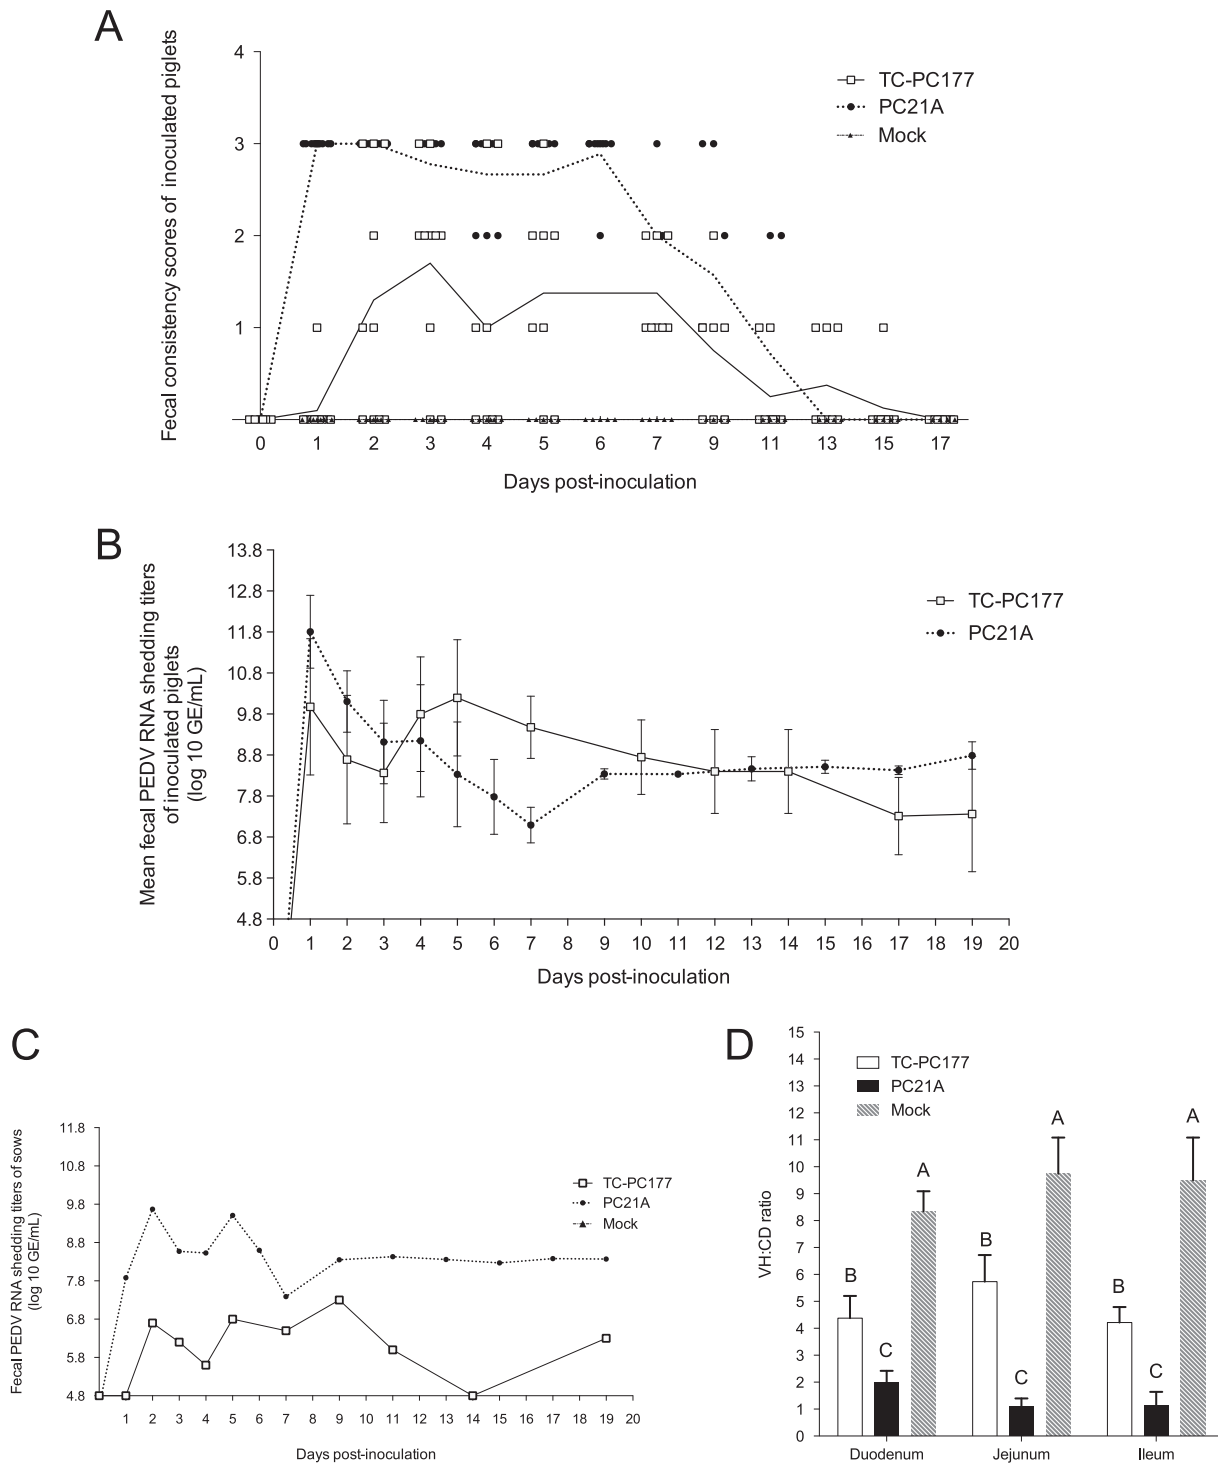 A
Fecal consistency scores of inoculated piglets
4
3
2
1
0 1 2 3 4 5 6 7 9 11 13 15 17
Days post-inoculation
TC-PC177
PC21A
Mock
B
Mean fecal PEDV RNA shedding titers
of inoculated piglets
(log 10 GE/mL)
13.8
12.8
11.8
10.8
9.8
8.8
7.8
6.8
5.8
4.8
0 1 2 3 4 5 6 7 8 9 10 11 12 13 14 15 17 18 19 20
Days post-inoculation
TC-PC177
PC21A
C
Fecal PEDV RNA shedding titers of sows
(log 10 GE/mL)
11.8
10.8
9.8
8.8
7.8
6.8
5.8
4.8
1 2 3 4 5 6 7 8 9 10 11 12 13 14 15 16 17 18 19 20
Days post-inoculation
TC-PC177
PC21A
Mock
D
VH:CD ratio
15
14
13
12
11
10
9
8
7
6
5
4
3
2
1
0
TC-PC177
PC21A
Mock
B C A
B C A
B C A
Duodenum Jejunum Ileum